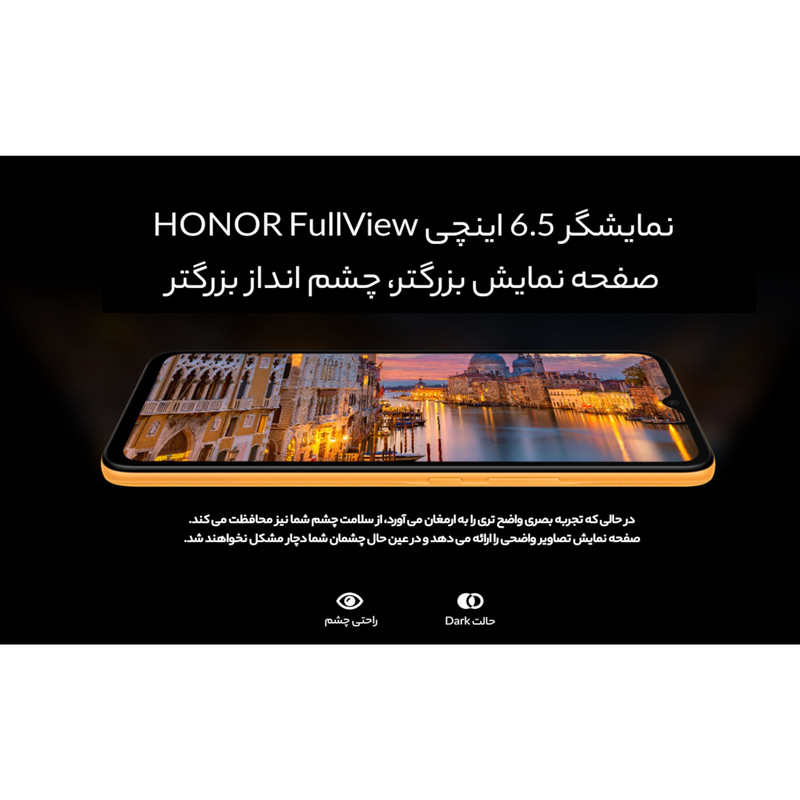 نمایشگر 6.5 اینچی HONOR FullView
صفحه نمایش بزرگتر، چشم انداز بزرگتر
در حالی که تجربه بصری واضح تری را به ارمغان می آورد، از سلامت چشم شما نیز محافظت می کند.
صفحه نمایش تصاویر واضحی را ارائه می دهد و در عین حال چشمان شما دچار مشکل نخواهند شد.
حالت Dark
راحتی چشم